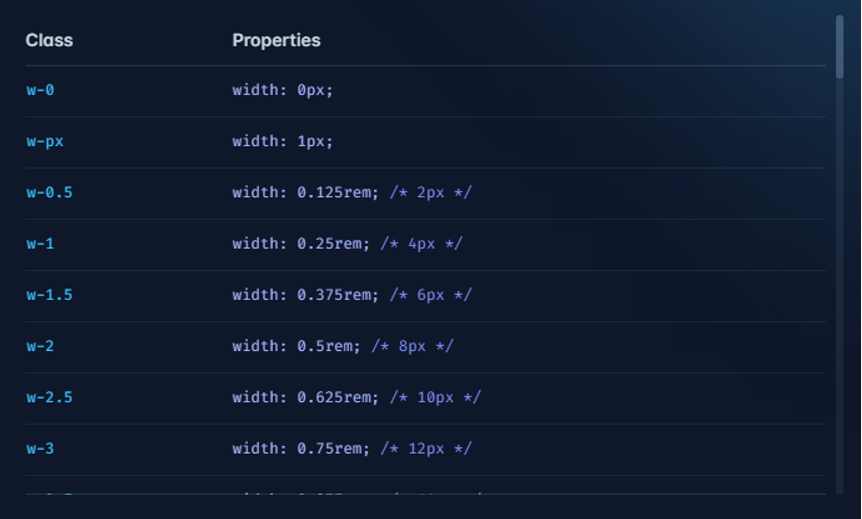 Class Properties
w-0 width: 0px;
w-px width: 1px;
w-0.5 width: 0.125rem; /* 2px */
w-1 width: 0.25rem; /* 4px */
w-1.5 width: 0.375rem; /* 6px */
w-2 width: 0.5rem; /* 8px */
w-2.5 width: 0.625rem; /* 10px */
w-3 width: 0.75rem; /* 12px */